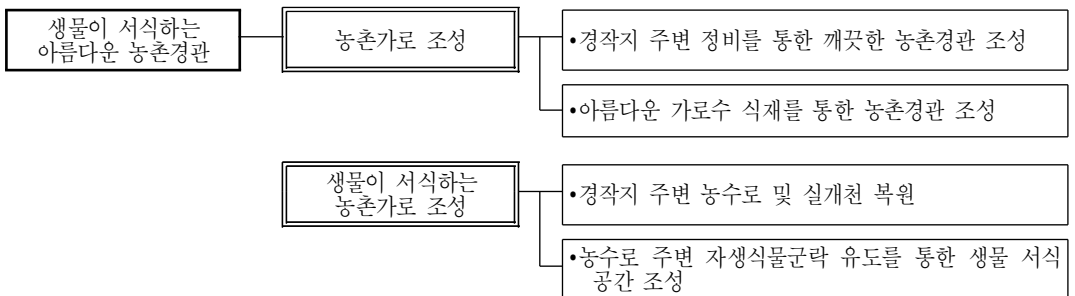 생물이 서식하는
아름다운 농촌경관
농촌가로 조성
•경작지 주변 정비를 통한 깨끗한 농촌경관 조성
•아름다운 가로수 식재를 통한 농촌경관 조성
생물이 서식하는
농촌가로 조성
•경작지 주변 농수로 및 실개천 복원
•농수로 주변 자생식물군락 유도를 통한 생물 서식
공간 조성